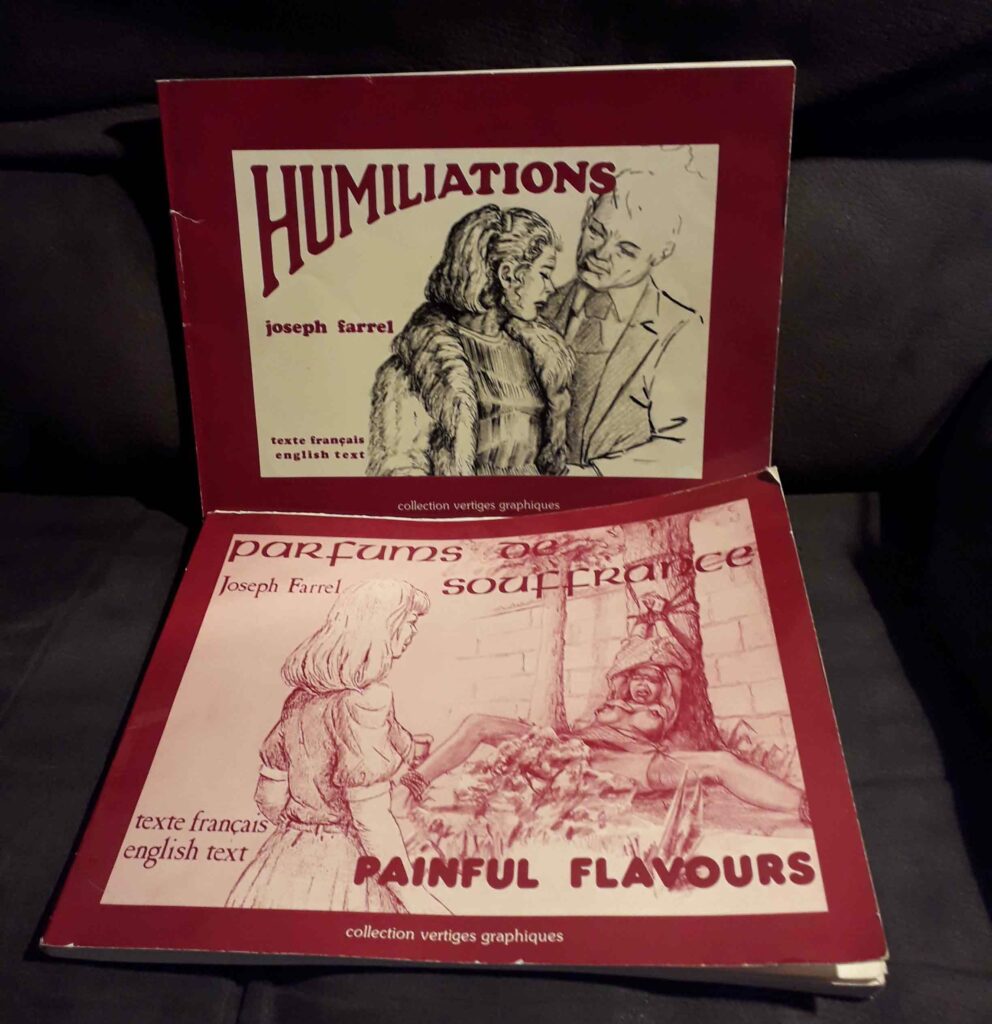 HUMILIATIONS
joseph farrel
texte français
english text
collection vertiges graphiques
parfums de
souffrance
Joseph Farrel
texte français
english text
PAINFUL FLAVOURS
collection vertiges graphiques